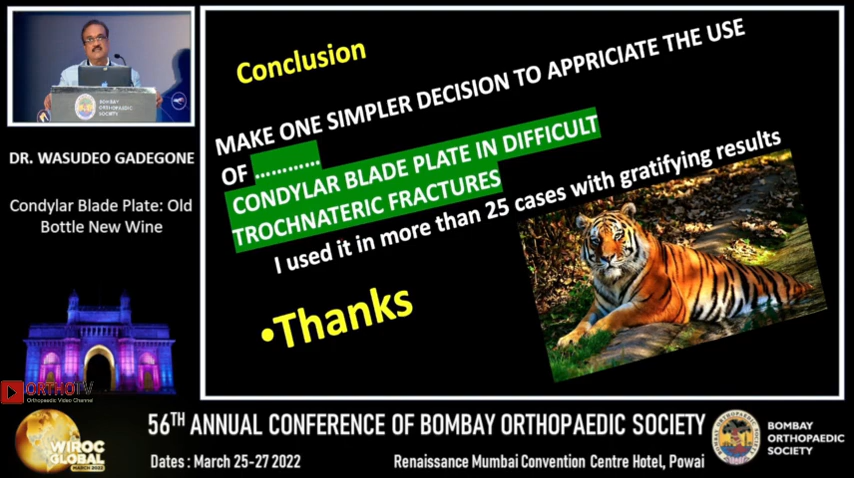 BOMBAY
ORTHOPAEDIC
SOCIETY
DR. WASUDEO GADEGONE
Condylar Blade Plate: Old
Bottle New Wine
ORTHOTV
Orthopaedic Video Channel
Conclusion
MAKE ONE SIMPLER DECISION TO APPRICIATE THE USE
OF …………
CONDYLAR BLADE PLATE IN DIFFICULT
TROCHNATERIC FRACTURES
I used it in more than 25 cases with gratifying results
•Thanks
WIROC
GLOBAL
MARCH 2022
56TH ANNUAL CONFERENCE OF BOMBAY ORTHOPAEDIC SOCIETY
Dates : March 25-27 2022
Renaissance Mumbai Convention Centre Hotel, Powai
BOMBAY
ORTHOPAEDIC
SOCIETY